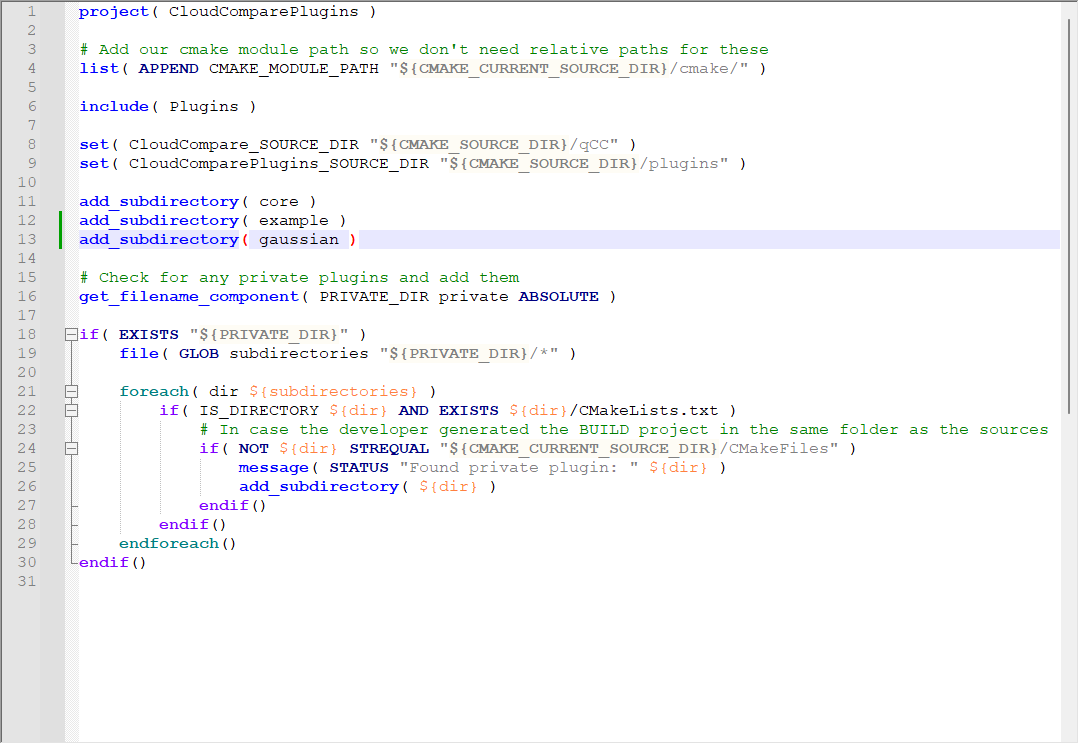 1 project( CloudComparePlugins )
2
3 # Add our cmake module path so we don't need relative paths for these
4 list( APPEND CMAKE_MODULE_PATH "${CMAKE_CURRENT_SOURCE_DIR}/cmake/" )
5
6 include( Plugins )
7
8 set( CloudCompare_SOURCE_DIR "${CMAKE_SOURCE_DIR}/qCC" )
9 set( CloudComparePlugins_SOURCE_DIR "${CMAKE_SOURCE_DIR}/plugins" )
10
11 add_subdirectory( core )
12 add_subdirectory( example )
13 add_subdirectory( gaussian )
14
15 # Check for any private plugins and add them
16 get_filename_component( PRIVATE_DIR private ABSOLUTE )
17
18 if( EXISTS "${PRIVATE_DIR}" )
19     file( GLOB subdirectories "${PRIVATE_DIR}/*" )
20
21     foreach( dir ${subdirectories} )
22         if( IS_DIRECTORY ${dir} AND EXISTS ${dir}/CMakeLists.txt )
23             # In case the developer generated the BUILD project in the same folder as the sources
24             if( NOT ${dir} STREQUAL "${CMAKE_CURRENT_SOURCE_DIR}/CMakeFiles" )
25                 message( STATUS "Found private plugin: " ${dir} )
26                 add_subdirectory( ${dir} )
27             endif()
28         endif()
29     endforeach()
30 endif()
31